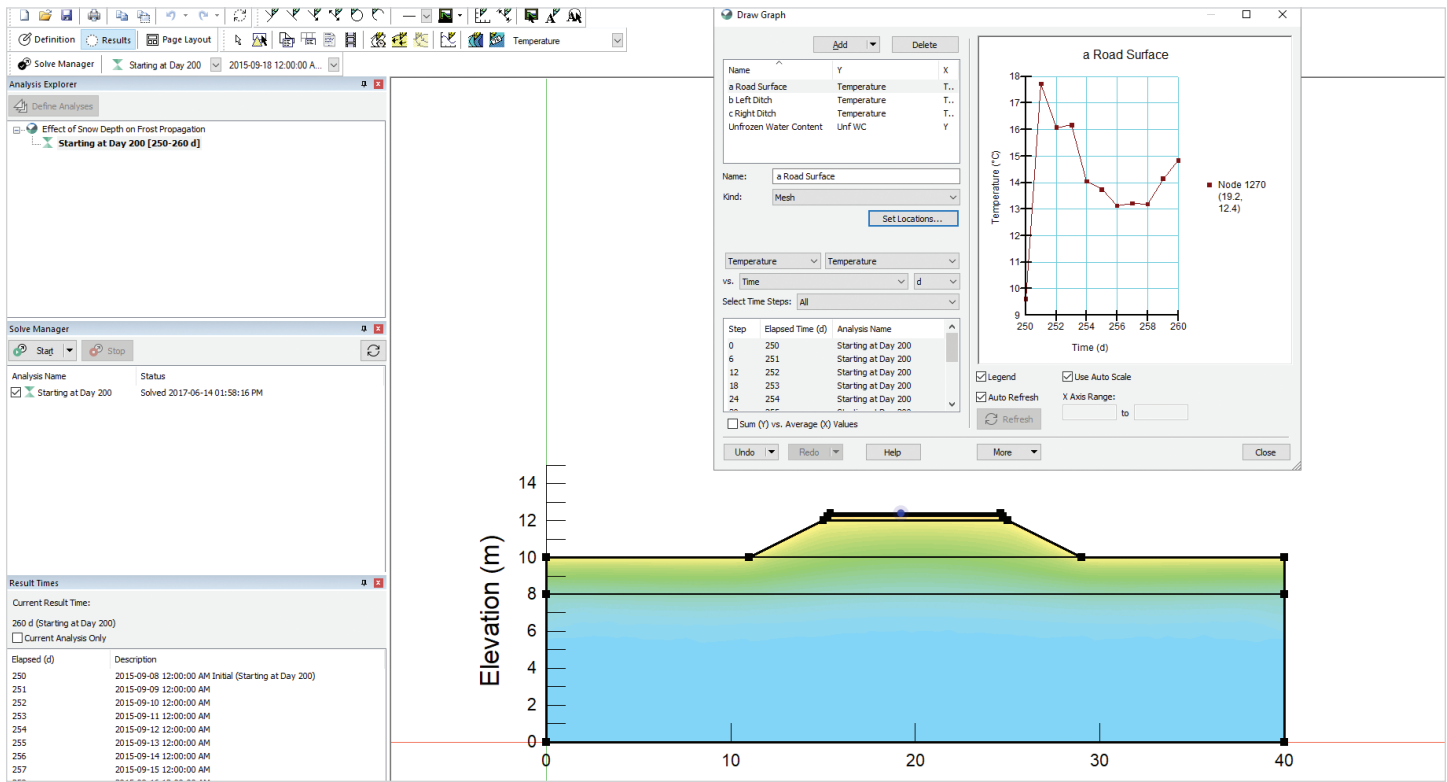 Definition Results Page Layout Temperature
Solve Manager Starting at Day 200 2015-09-18 12:00:00 A...
Analysis Explorer
Define Analyses
Effect of Snow Depth on Frost Propagation
Starting at Day 200 [250-260 d]
Solve Manager
Start Stop
Analysis Name Status
Starting at Day 200 Solved 2017-06-14 01:58:16 PM
Result Times
Current Result Time:
260 d (Starting at Day 200)
Current Analysis Only
Elapsed (d) Description
250 2015-09-08 12:00:00 AM Initial (Starting at Day 200)
251 2015-09-09 12:00:00 AM
252 2015-09-10 12:00:00 AM
253 2015-09-11 12:00:00 AM
254 2015-09-12 12:00:00 AM
255 2015-09-13 12:00:00 AM
256 2015-09-14 12:00:00 AM
257 2015-09-15 12:00:00 AM
Draw Graph
Add Delete
Name Y X
a Road Surface Temperature T..
b Left Ditch Temperature T..
c Right Ditch Temperature T..
Unfrozen Water Content Unf WC Y
Name: a Road Surface
Kind: Mesh
Set Locations...
Temperature Temperature
vs. Time d
Select Time Steps: All
Step Elapsed Time (d) Analysis Name
0 250 Starting at Day 200
6 251 Starting at Day 200
12 252 Starting at Day 200
18 253 Starting at Day 200
24 254 Starting at Day 200
Sum (Y) vs. Average (X) Values
Undo Redo Help More Close
a Road Surface
18
17
16
15
14
13
12
11
10
9
Temperature (°C)
250 252 254 256 258 260
Time (d)
Node 1270
(19.2,
12.4)
Legend Use Auto Scale
Auto Refresh X Axis Range:
Refresh to
Elevation (m)
14
12
10
8
6
4
2
0
0 10 20 30 40